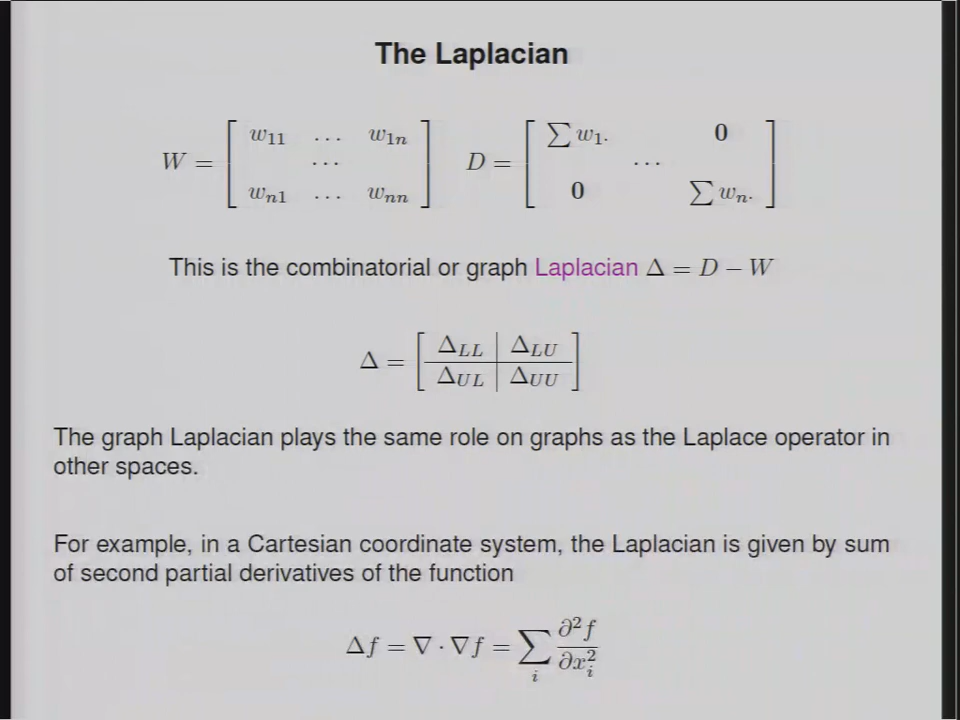 The Laplacian
W = [ w11 ... w1n ... wn1 ... wnn ] D = [ ∑ w1. 0 ... 0 ∑ wn. ]
This is the combinatorial or graph Laplacian Δ = D − W
Δ = [ ΔLL | ΔLU ΔUL | ΔUU ]
The graph Laplacian plays the same role on graphs as the Laplace operator in
other spaces.
For example, in a Cartesian coordinate system, the Laplacian is given by sum
of second partial derivatives of the function
Δf = ∇ · ∇f = ∑i ∂²f / ∂xi²